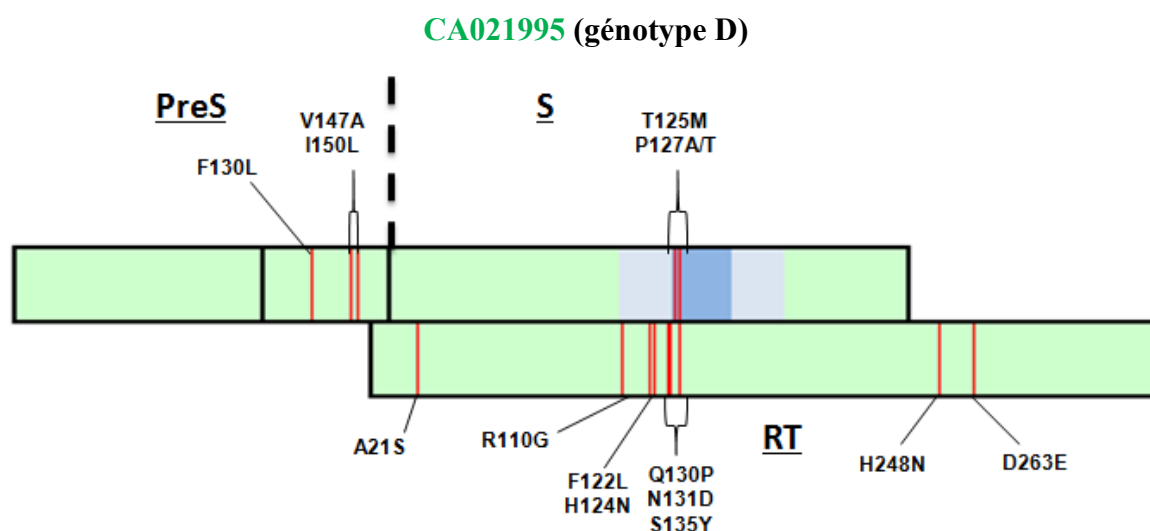 CA021995 (génotype D)
PreS
S
V147A
I150L
T125M
P127A/T
F130L
A21S
R110G
F122L
H124N
Q130P
N131D
S135Y
RT
H248N
D263E